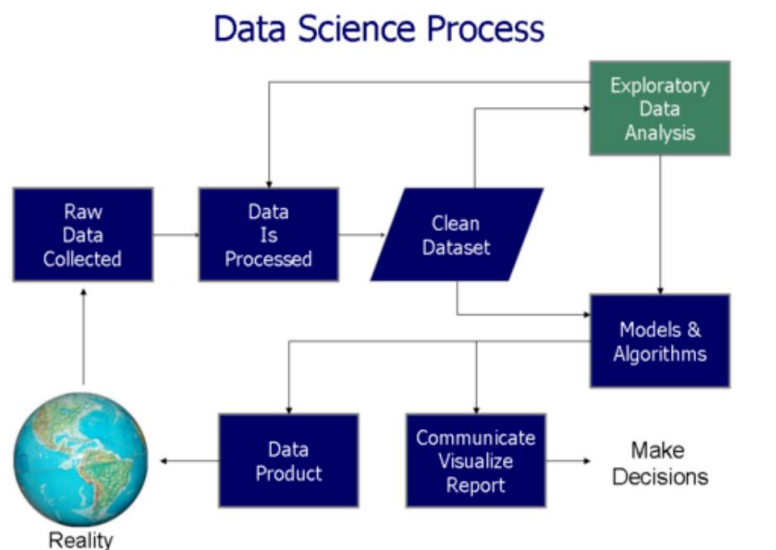 Data Science Process
Exploratory
Data
Analysis
Raw
Data
Collected
Data
Is
Processed
Clean
Dataset
Models &
Algorithms
Data
Product
Communicate
Visualize
Report
Make
Decisions
Reality